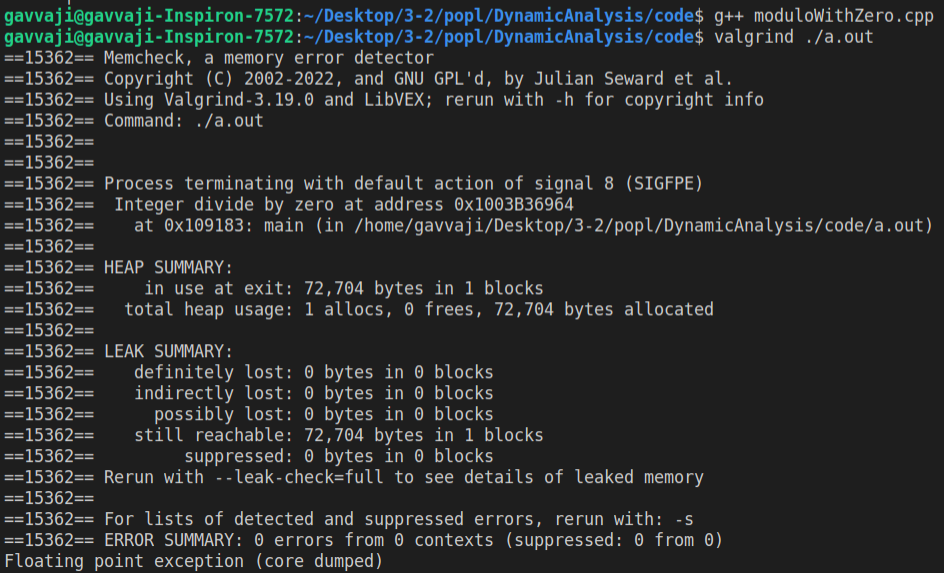 gavvaji@gavvaji-Inspiron-7572:~/Desktop/3-2/popl/DynamicAnalysis/code$ g++ moduloWithZero.cpp
gavvaji@gavvaji-Inspiron-7572:~/Desktop/3-2/popl/DynamicAnalysis/code$ valgrind ./a.out
==15362== Memcheck, a memory error detector
==15362== Copyright (C) 2002-2022, and GNU GPL'd, by Julian Seward et al.
==15362== Using Valgrind-3.19.0 and LibVEX; rerun with -h for copyright info
==15362== Command: ./a.out
==15362==
==15362==
==15362== Process terminating with default action of signal 8 (SIGFPE)
==15362==  Integer divide by zero at address 0x1003B36964
==15362==    at 0x109183: main (in /home/gavvaji/Desktop/3-2/popl/DynamicAnalysis/code/a.out)
==15362==
==15362== HEAP SUMMARY:
==15362==     in use at exit: 72,704 bytes in 1 blocks
==15362==   total heap usage: 1 allocs, 0 frees, 72,704 bytes allocated
==15362==
==15362== LEAK SUMMARY:
==15362==    definitely lost: 0 bytes in 0 blocks
==15362==    indirectly lost: 0 bytes in 0 blocks
==15362==      possibly lost: 0 bytes in 0 blocks
==15362==    still reachable: 72,704 bytes in 1 blocks
==15362==         suppressed: 0 bytes in 0 blocks
==15362== Rerun with --leak-check=full to see details of leaked memory
==15362==
==15362== For lists of detected and suppressed errors, rerun with: -s
==15362== ERROR SUMMARY: 0 errors from 0 contexts (suppressed: 0 from 0)
Floating point exception (core dumped)